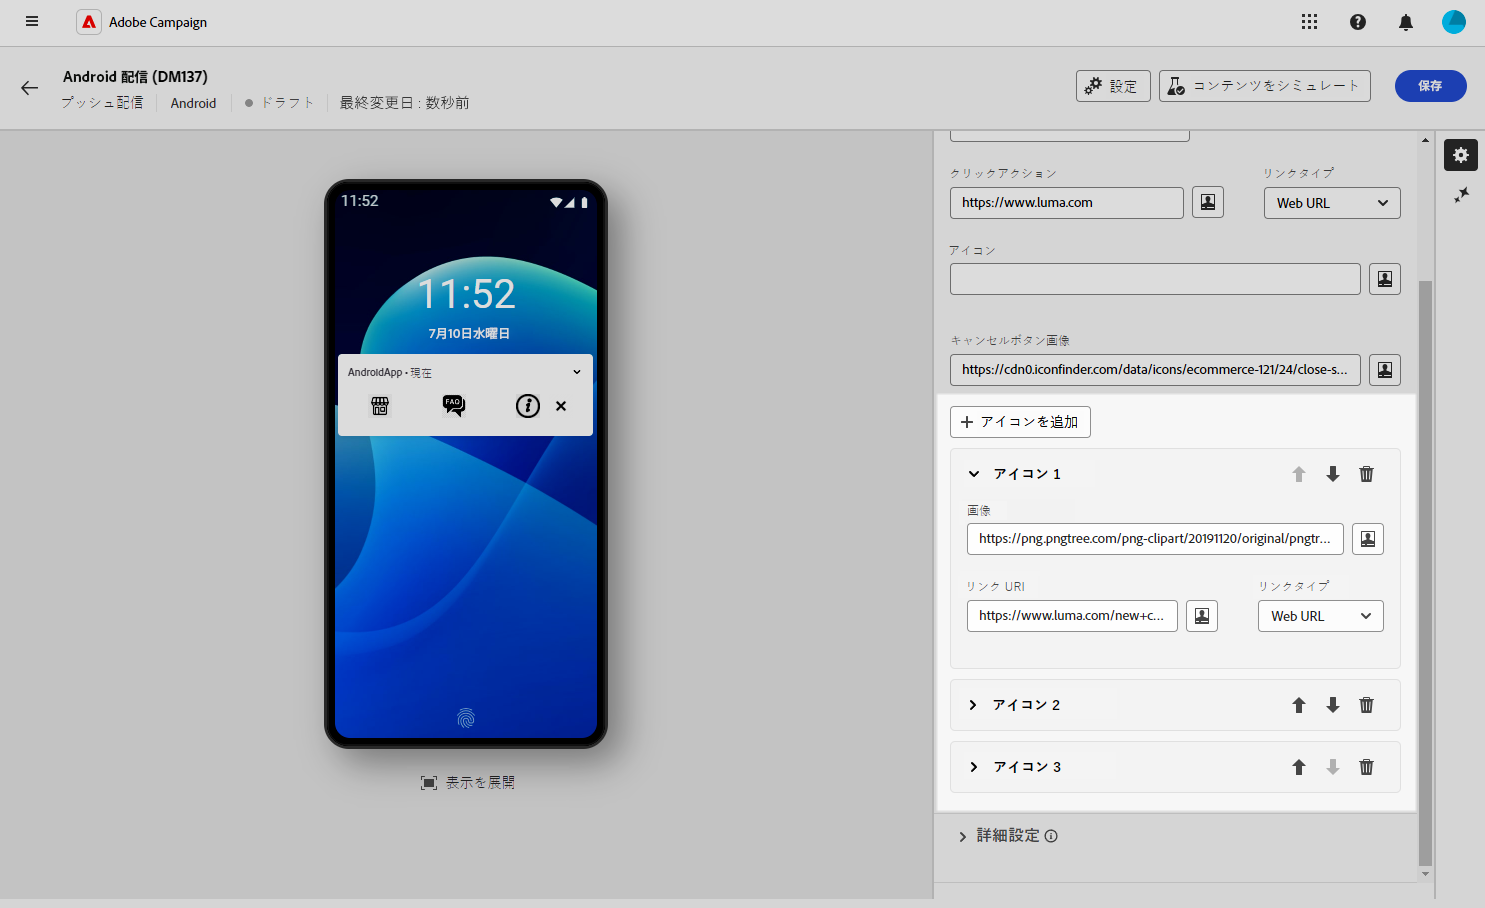 Adobe Campaign
Android 配信 (DM137)
プッシュ配信
Android
ドラフト
最終変更日 : 数秒前
設定
コンテンツをシミュレート
保存
11:52
11:52
7月10日水曜日
AndroidApp • 現在
FAQ
表示を展開
クリックアクション
リンクタイプ
https://www.luma.com
Web URL
アイコン
キャンセルボタン画像
https://cdn0.iconfinder.com/data/icons/ecommerce-121/24/close-s...
アイコンを追加
アイコン 1
画像
https://png.pngtree.com/png-clipart/20191120/original/pngtr...
リンク URI
リンクタイプ
https://www.luma.com/new+c...
Web URL
アイコン 2
アイコン 3
詳細設定